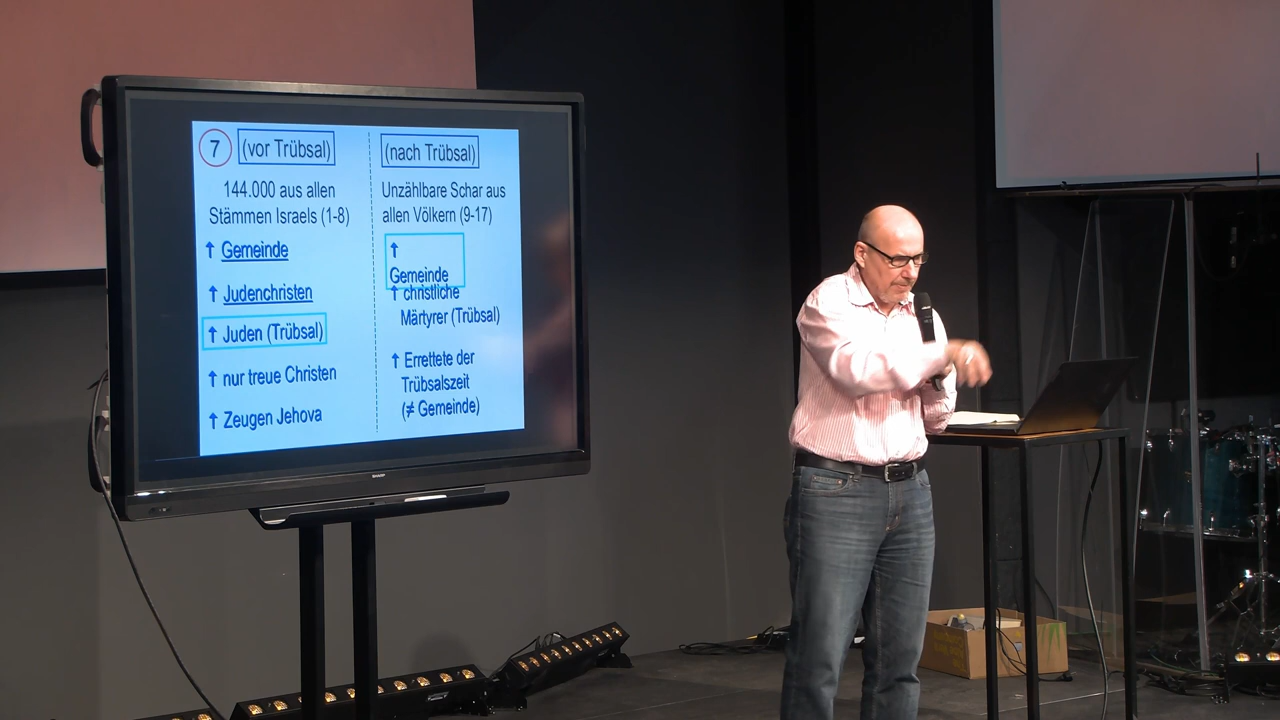 7 (vor Trübsal)
144.000 aus allen
Stämmen Israels (1-8)
↑ Gemeinde
↑ Judenchristen
↑ Juden (Trübsal)
↑ nur treue Christen
↑ Zeugen Jehova
(nach Trübsal)
Unzählbare Schar aus
allen Völkern (9-17)
↑
Gemeinde
↑ christliche
Märtyrer (Trübsal)
↑ Errettete der
Trübsalszeit
(≠ Gemeinde)
SHARP